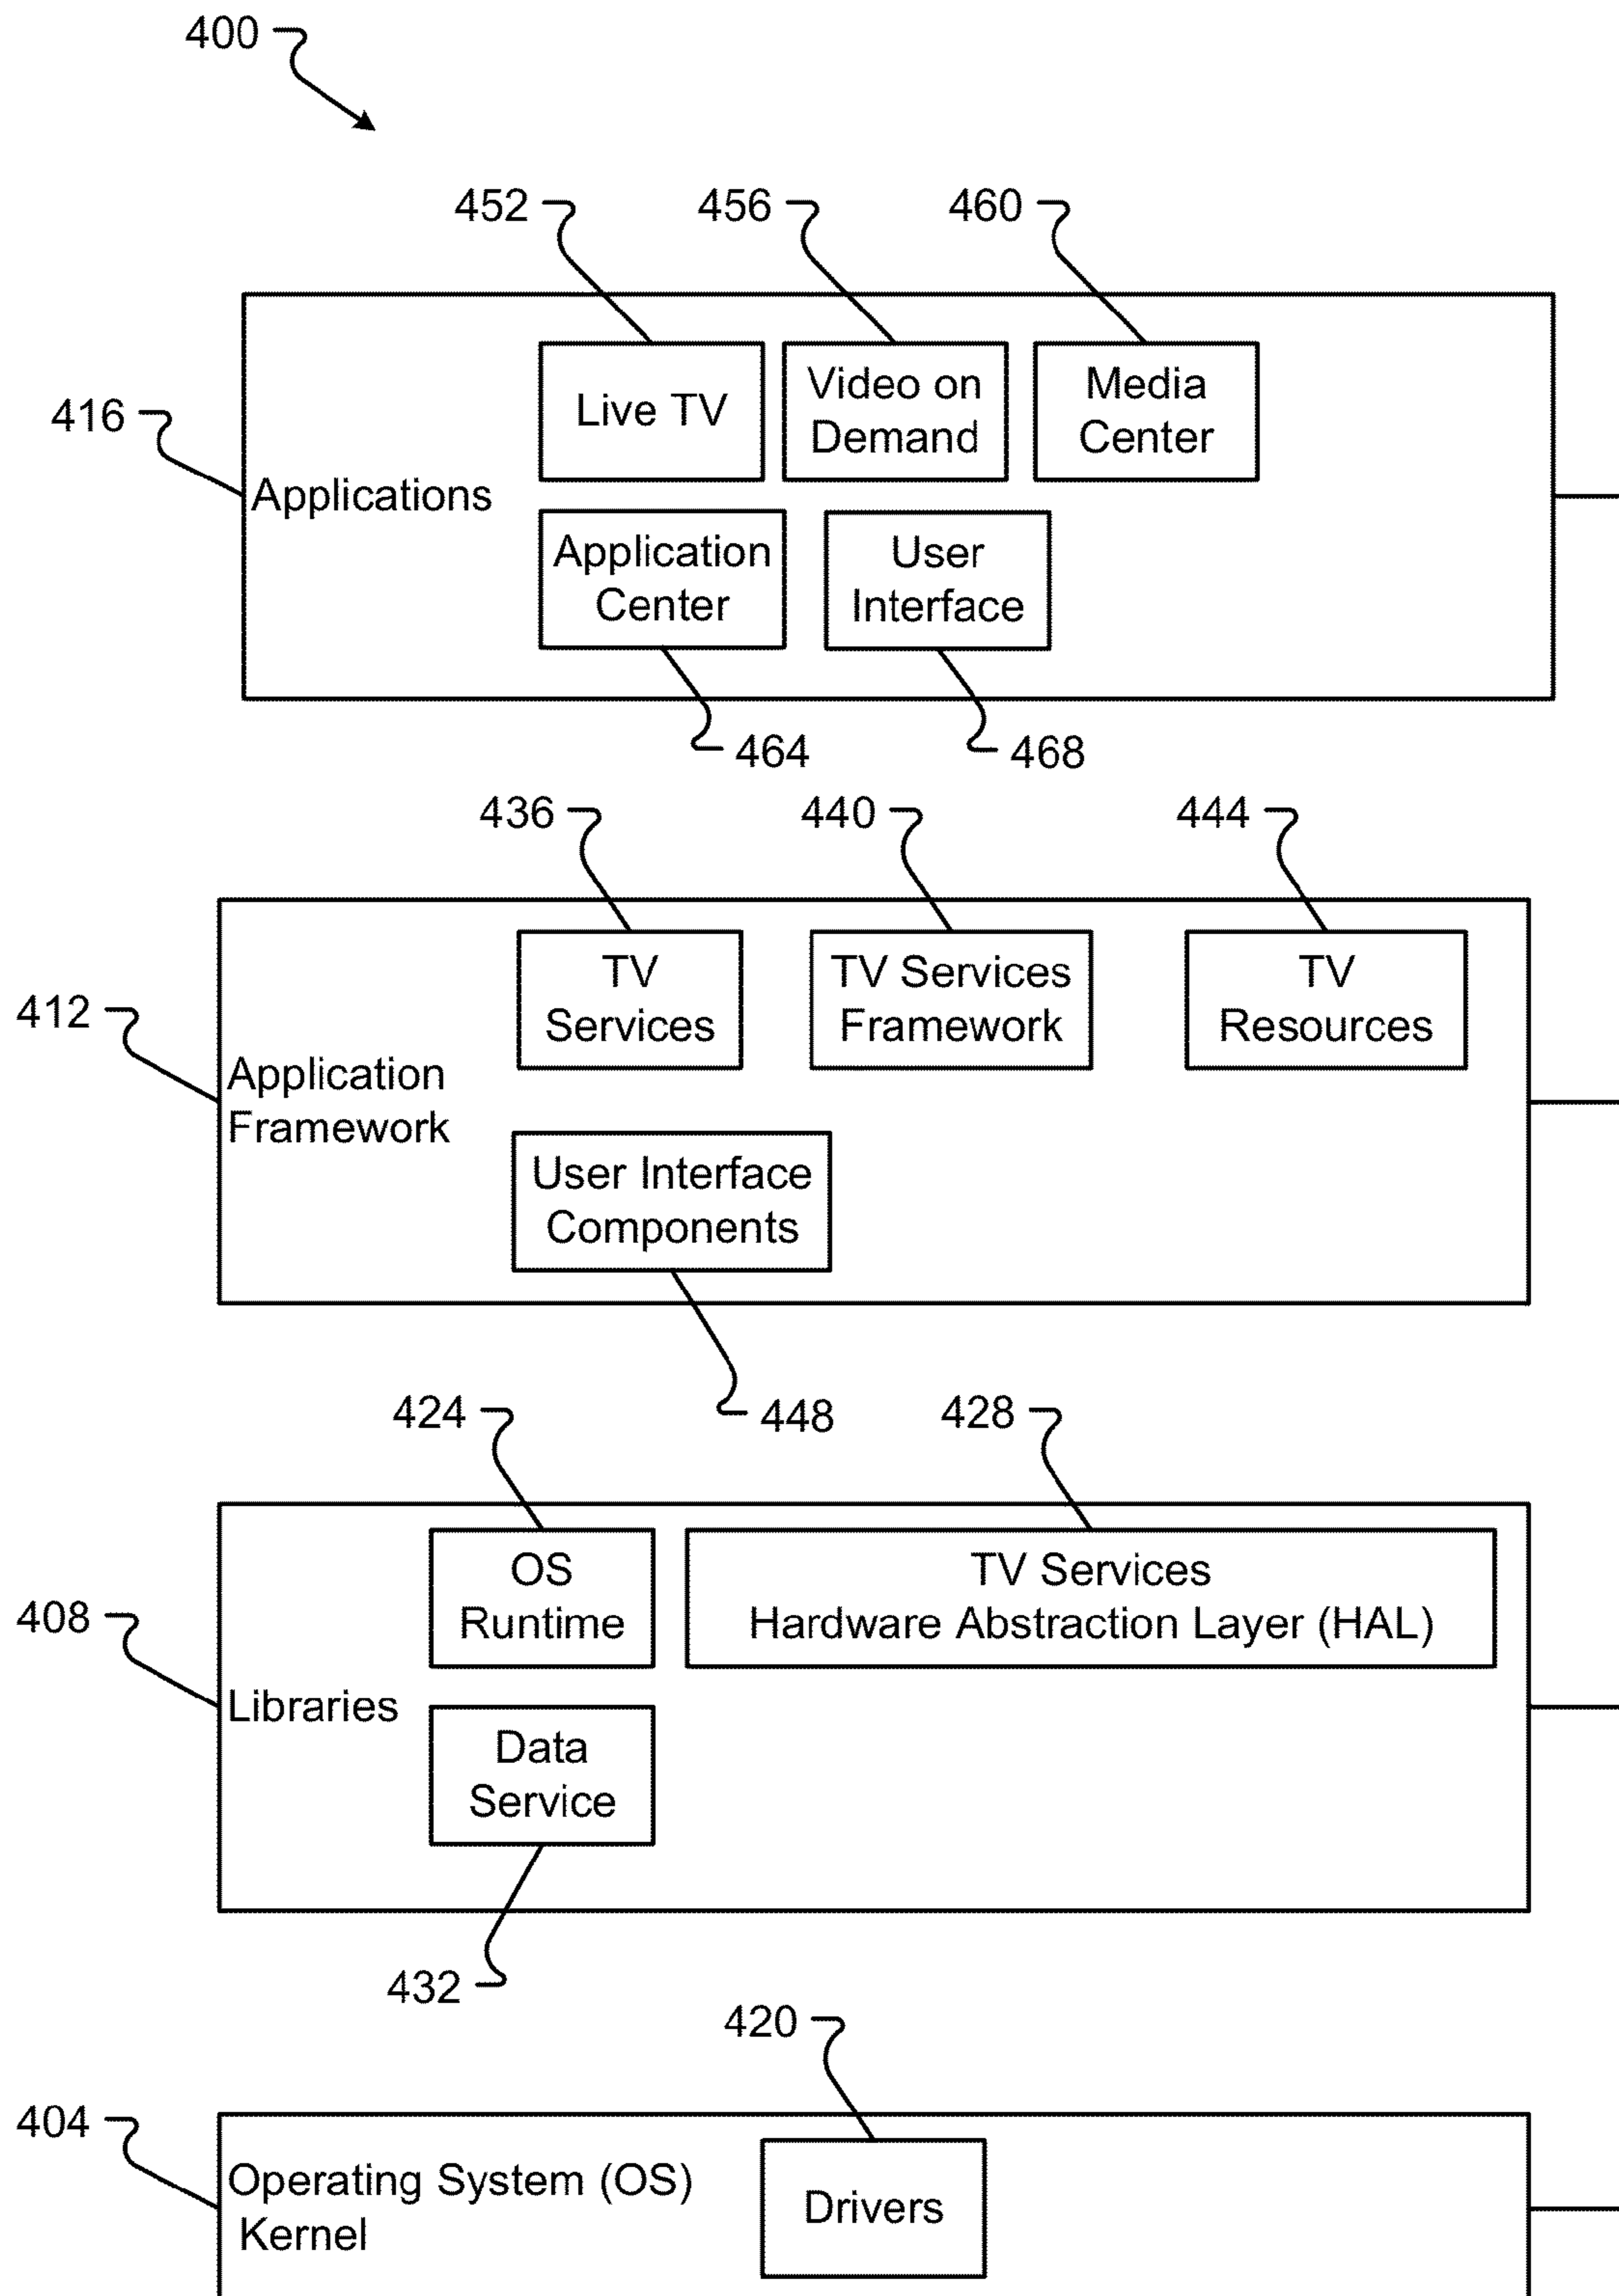 400
452
456
460
416
Applications
Live TV
Video on
Demand
Media
Center
Application
Center
User
Interface
464
468
436
440
444
412
Application
Framework
TV
Services
TV Services
Framework
TV
Resources
User Interface
Components
448
424
428
408
Libraries
OS
Runtime
TV Services
Hardware Abstraction Layer (HAL)
Data
Service
432
420
404
Operating System (OS)
Kernel
Drivers